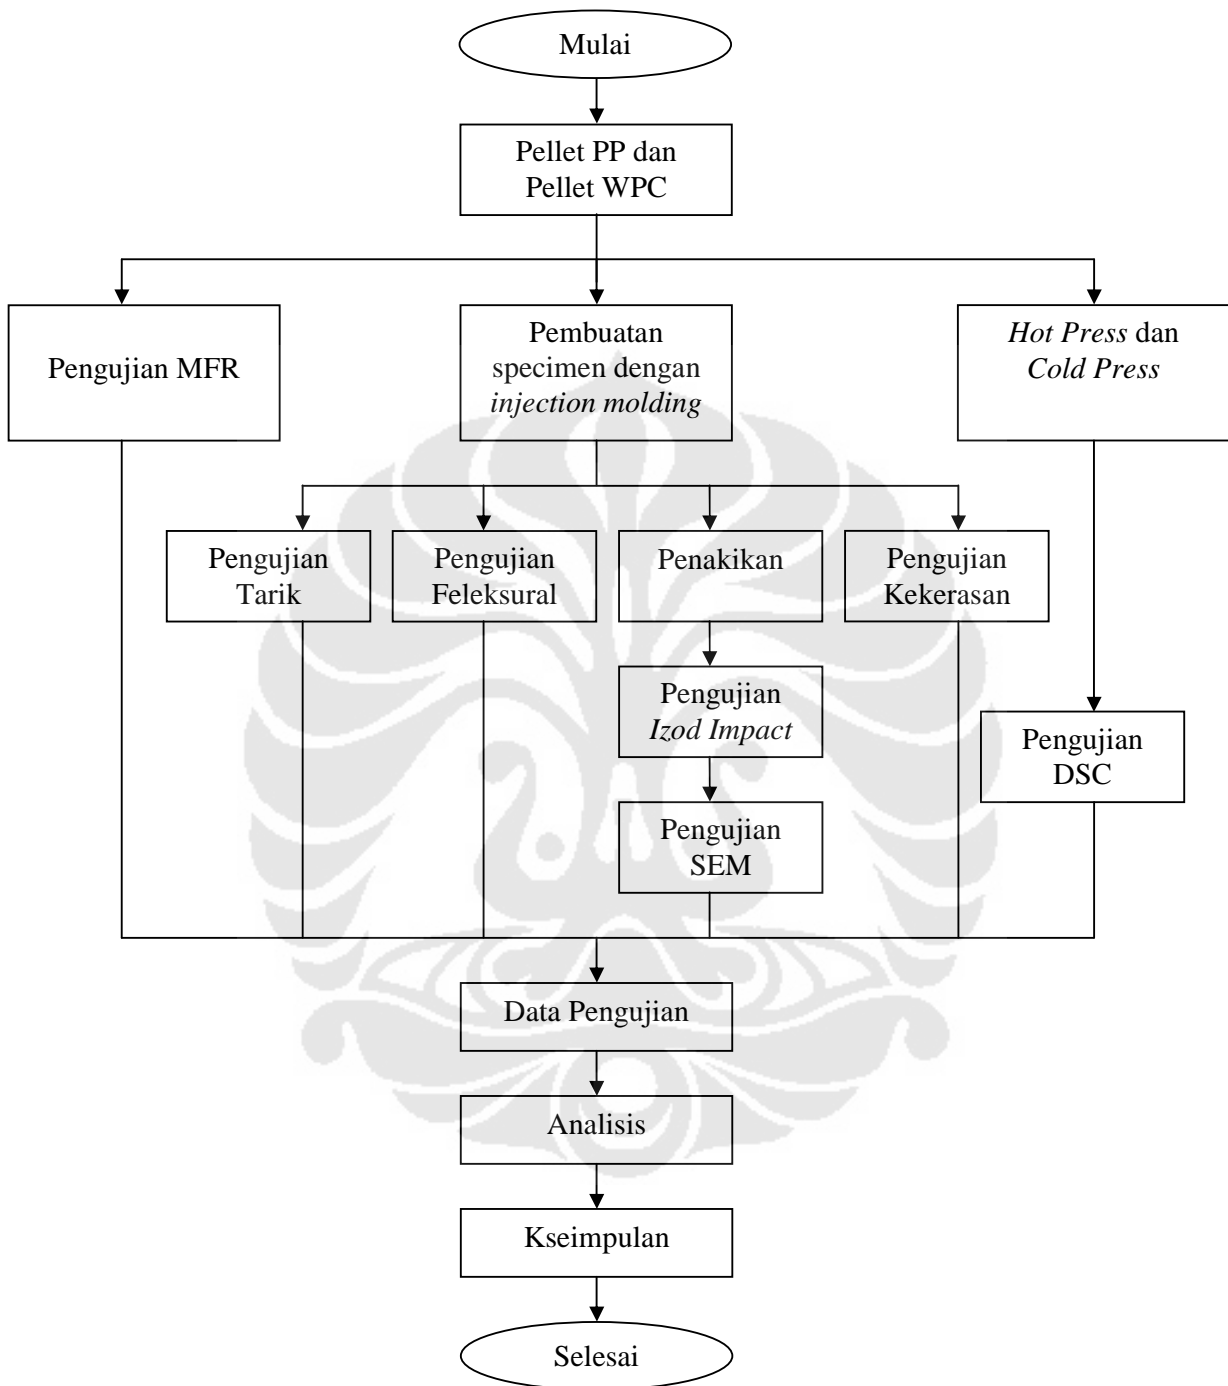 Mulai
Pellet PP dan
Pellet WPC
Pengujian MFR
Pembuatan
specimen dengan
injection molding
Hot Press dan
Cold Press
Pengujian
Tarik
Pengujian
Feleksural
Penakikan
Pengujian
Kekerasan
Pengujian
Izod Impact
Pengujian
DSC
Pengujian
SEM
Data Pengujian
Analisis
Kseimpulan
Selesai